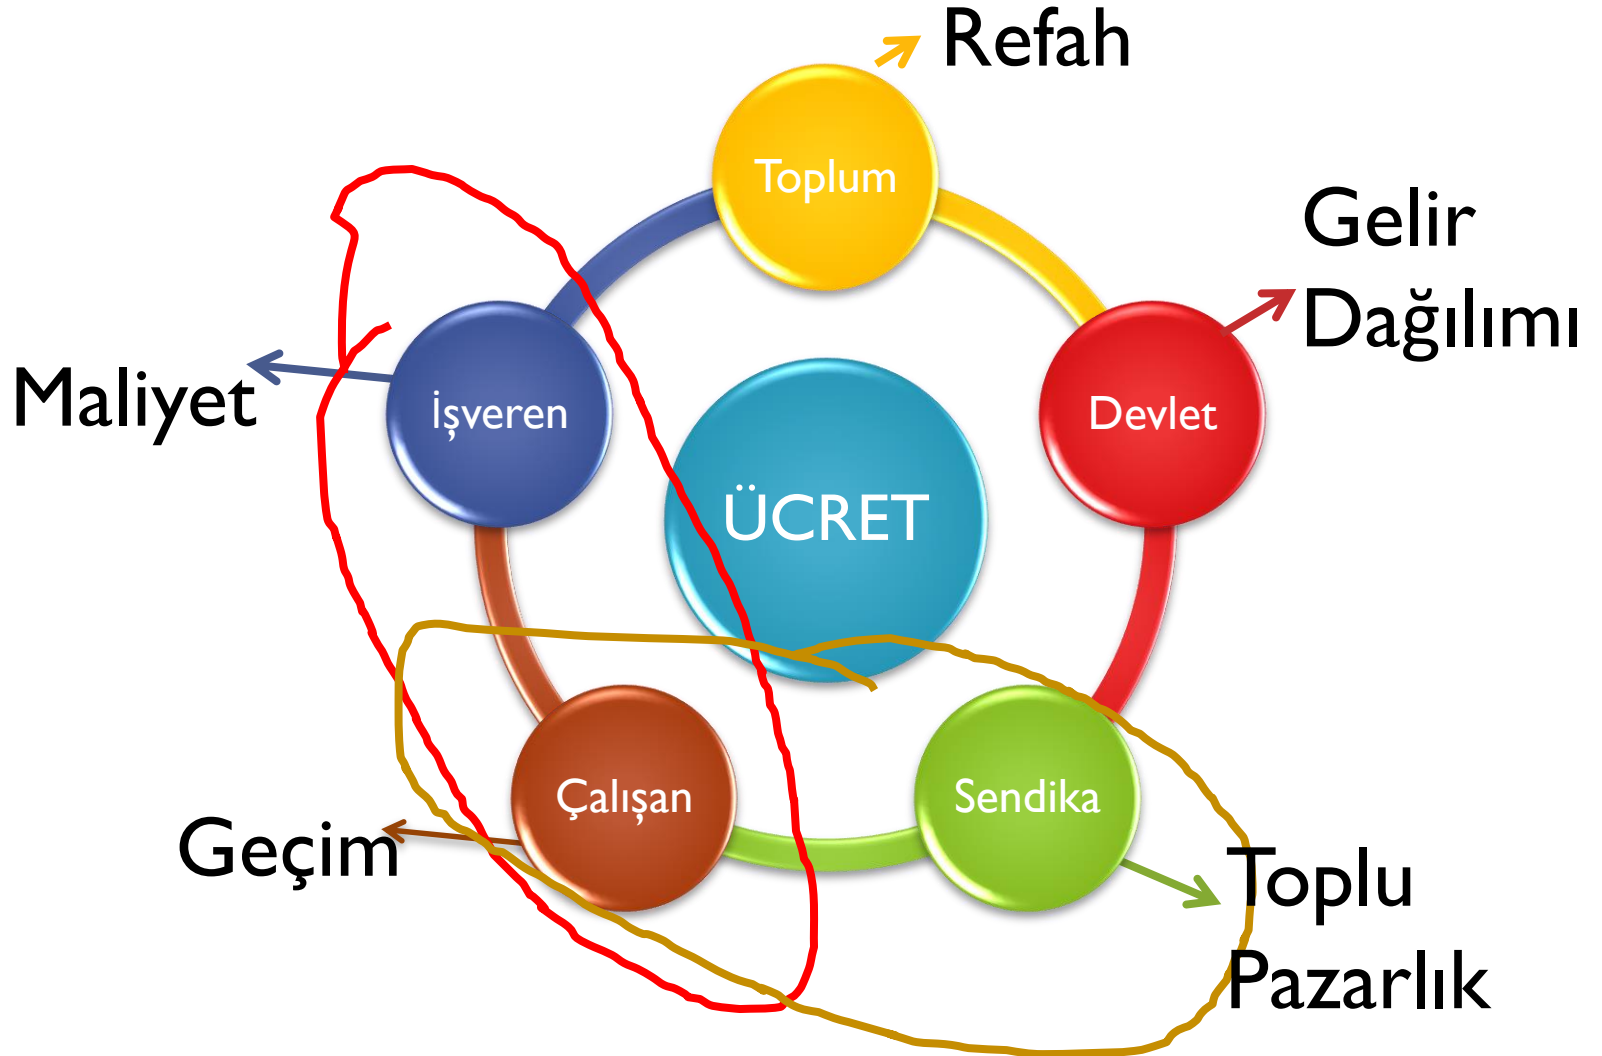 Refah
Toplum
Gelir
Dağılımı
Maliyet
İşveren
Devlet
ÜCRET
Çalışan
Sendika
Geçim
Toplu
Pazarlık